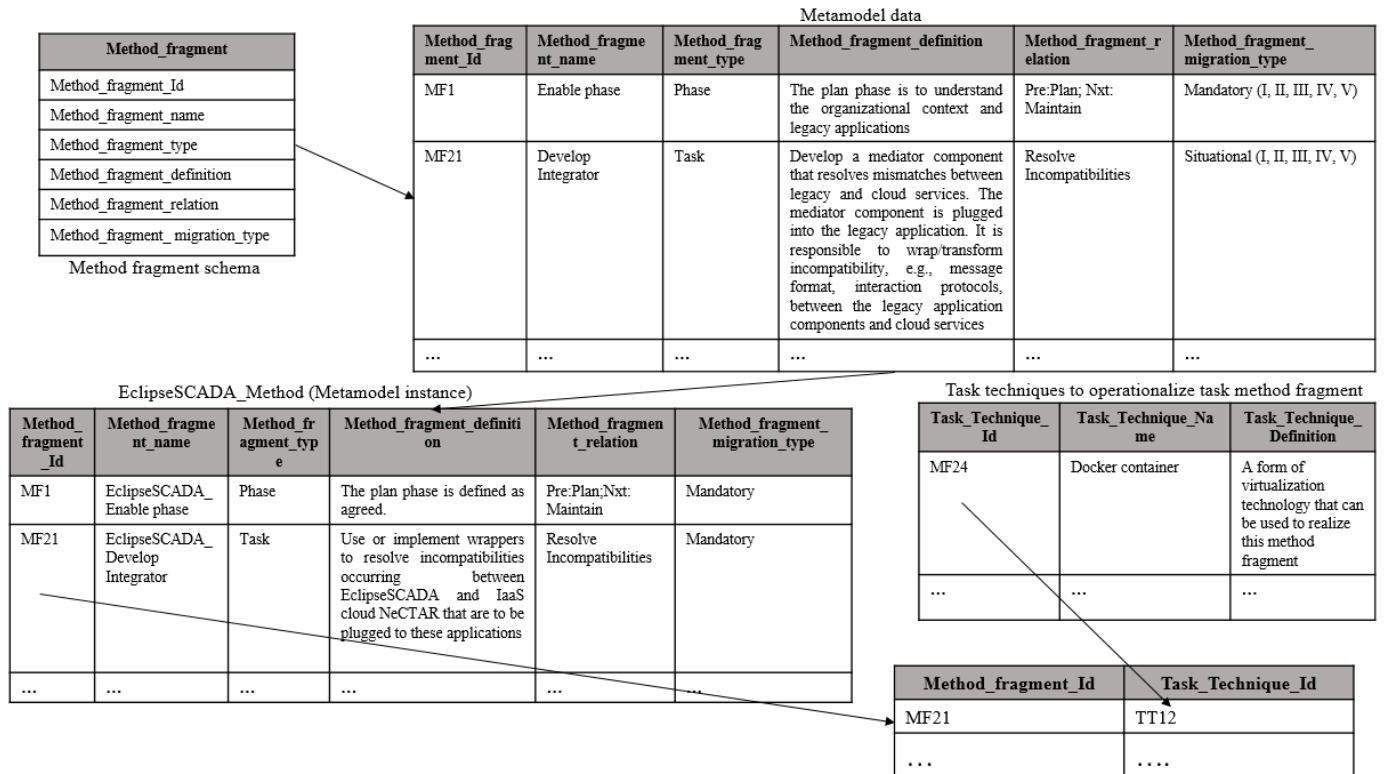 Method_fragment
Method_fragment_Id
Method_fragment_name
Method_fragment_type
Method_fragment_definition
Method_fragment_relation
Method_fragment_ migration_type
Method fragment schema
Metamodel data
Method_frag
ment_Id
Method_fragme
nt_name
Method_frag
ment_type
Method_fragment_definition
Method_fragment_r
elation
Method_fragment_
migration_type
MF1
Enable phase
Phase
The plan phase is to understand
the organizational context and
legacy applications
Pre:Plan; Nxt:
Maintain
Mandatory (I, II, III, IV, V)
MF21
Develop
Integrator
Task
Develop a mediator component
that resolves mismatches between
legacy and cloud services. The
mediator component is plugged
into the legacy application. It is
responsible to wrap/transform
incompatibility, e.g., message
format, interaction protocols,
between the legacy application
components and cloud services
Resolve
Incompatibilities
Situational (I, II, III, IV, V)
...
...
...
...
...
...
EclipseSCADA_Method (Metamodel instance)
Method_
fragment
_Id
Method_fragme
nt_name
Method_fr
agment_typ
e
Method_fragment_definiti
on
Method_fragmen
t_relation
Method_fragment_
migration_type
MF1
EclipseSCADA_
Enable phase
Phase
The plan phase is defined as
agreed.
Pre:Plan;Nxt:
Maintain
Mandatory
MF21
EclipseSCADA_
Develop
Integrator
Task
Use or implement wrappers
to resolve incompatibilities
occurring between
EclipseSCADA and IaaS
cloud NeCTAR that are to be
plugged to these applications
Resolve
Incompatibilities
Mandatory
...
...
...
...
...
...
Task techniques to operationalize task method fragment
Task_Technique_
Id
Task_Technique_Na
me
Task_Technique_
Definition
MF24
Docker container
A form of
virtualization
technology that can
be used to realize
this method
fragment
...
...
...
Method_fragment_Id
Task_Technique_Id
MF21
TT12
...
....